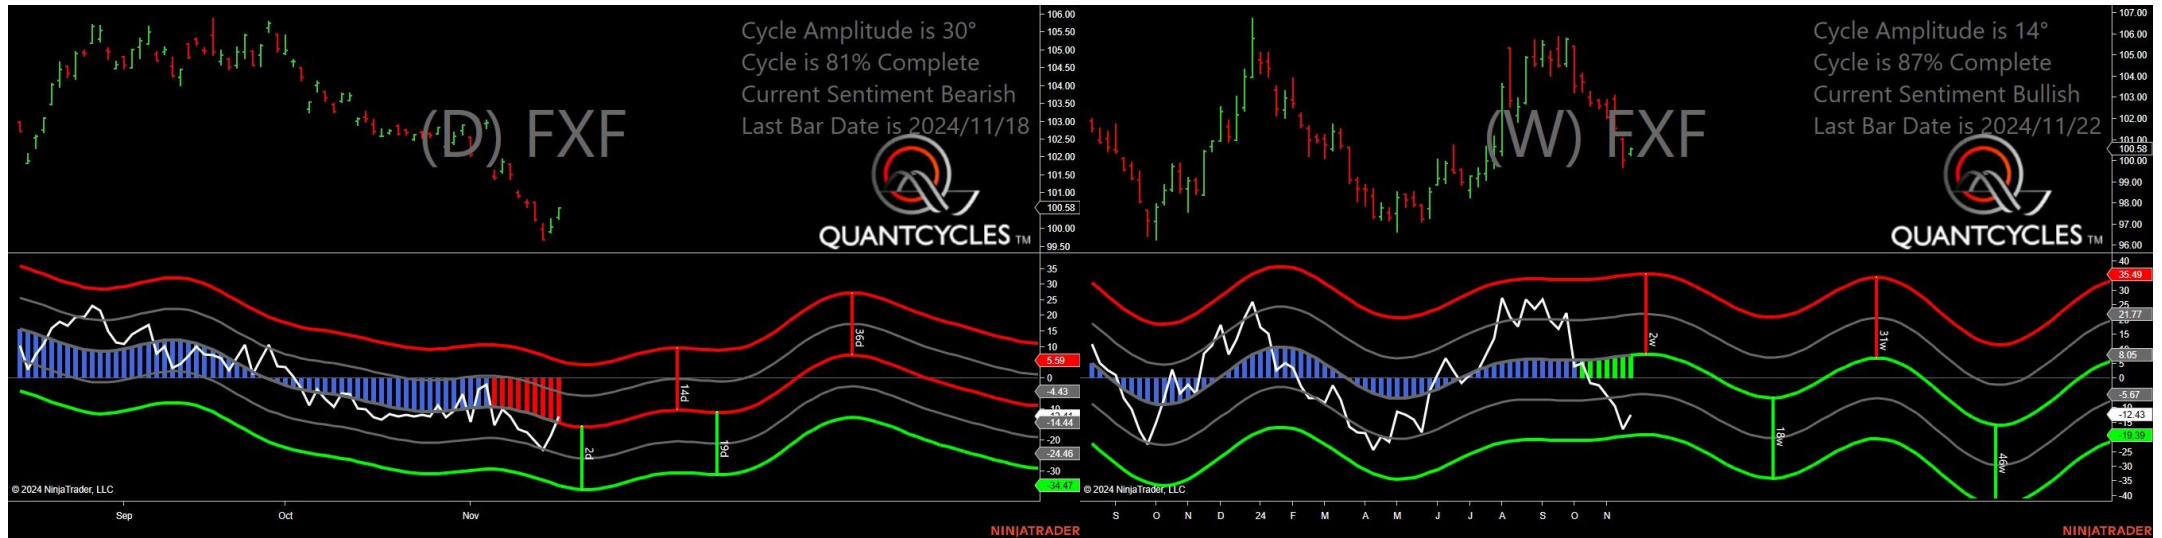 Cycle Amplitude is 30°
Cycle is 81% Complete
Current Sentiment Bearish
Last Bar Date is 2024/11/18
(D) FXF
QUANTCYCLES TM
106.00
105.50
105.00
104.50
104.00
103.50
103.00
102.50
102.00
101.50
101.00
100.58
100.00
99.50
35
30
25
20
15
10
5.59
0
-4.43
-14.44
-20
-24.46
-30
-34.47
2d
14d
19d
36d
© 2024 NinjaTrader, LLC
Sep
Oct
Nov
NINJATRADER
Cycle Amplitude is 14°
Cycle is 87% Complete
Current Sentiment Bullish
Last Bar Date is 2024/11/22
(W) FXF
QUANTCYCLES TM
107.00
106.00
105.00
104.00
103.00
102.00
101.00
100.58
100.00
99.00
98.00
97.00
96.00
40
35.49
30
25
21.77
15
10
8.05
5
0
-5.67
-10
-12.43
-15
-19.39
-25
-30
-35
-40
2w
18w
31w
46w
© 2024 NinjaTrader, LLC
S
O
N
D
24
F
M
A
M
J
J
A
S
O
N
NINJATRADER